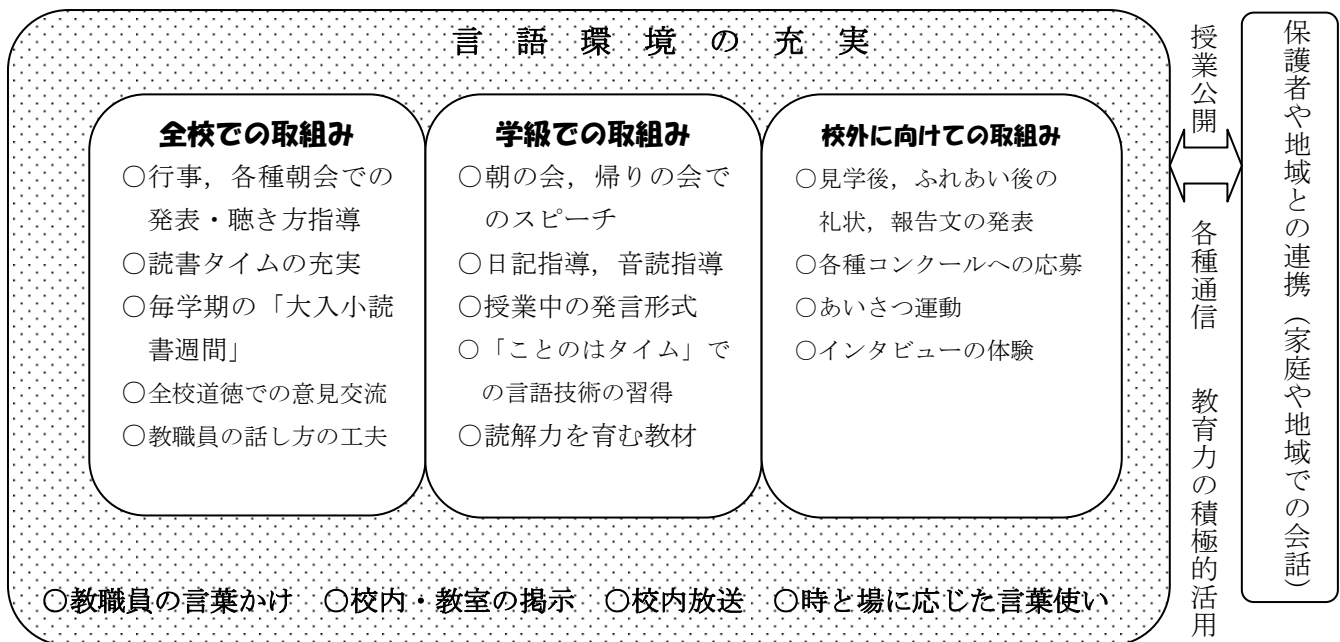 言語環境の充実
全校での取組み
○行事，各種朝会での
発表・聴き方指導
○読書タイムの充実
○毎学期の「大入小読
書週間」
○全校道徳での意見交流
○教職員の話し方の工夫
学級での取組み
○朝の会，帰りの会で
のスピーチ
○日記指導，音読指導
○授業中の発言形式
○「ことのはタイム」で
の言語技術の習得
○読解力を育む教材
校外に向けての取組み
○見学後，ふれあい後の
礼状，報告文の発表
○各種コンクールへの応募
○あいさつ運動
○インタビューの体験
○教職員の言葉かけ　○校内・教室の掲示　○校内放送　○時と場に応じた言葉使い
授業公開　各種通信　教育力の積極的活用
保護者や地域との連携（家庭や地域での会話）